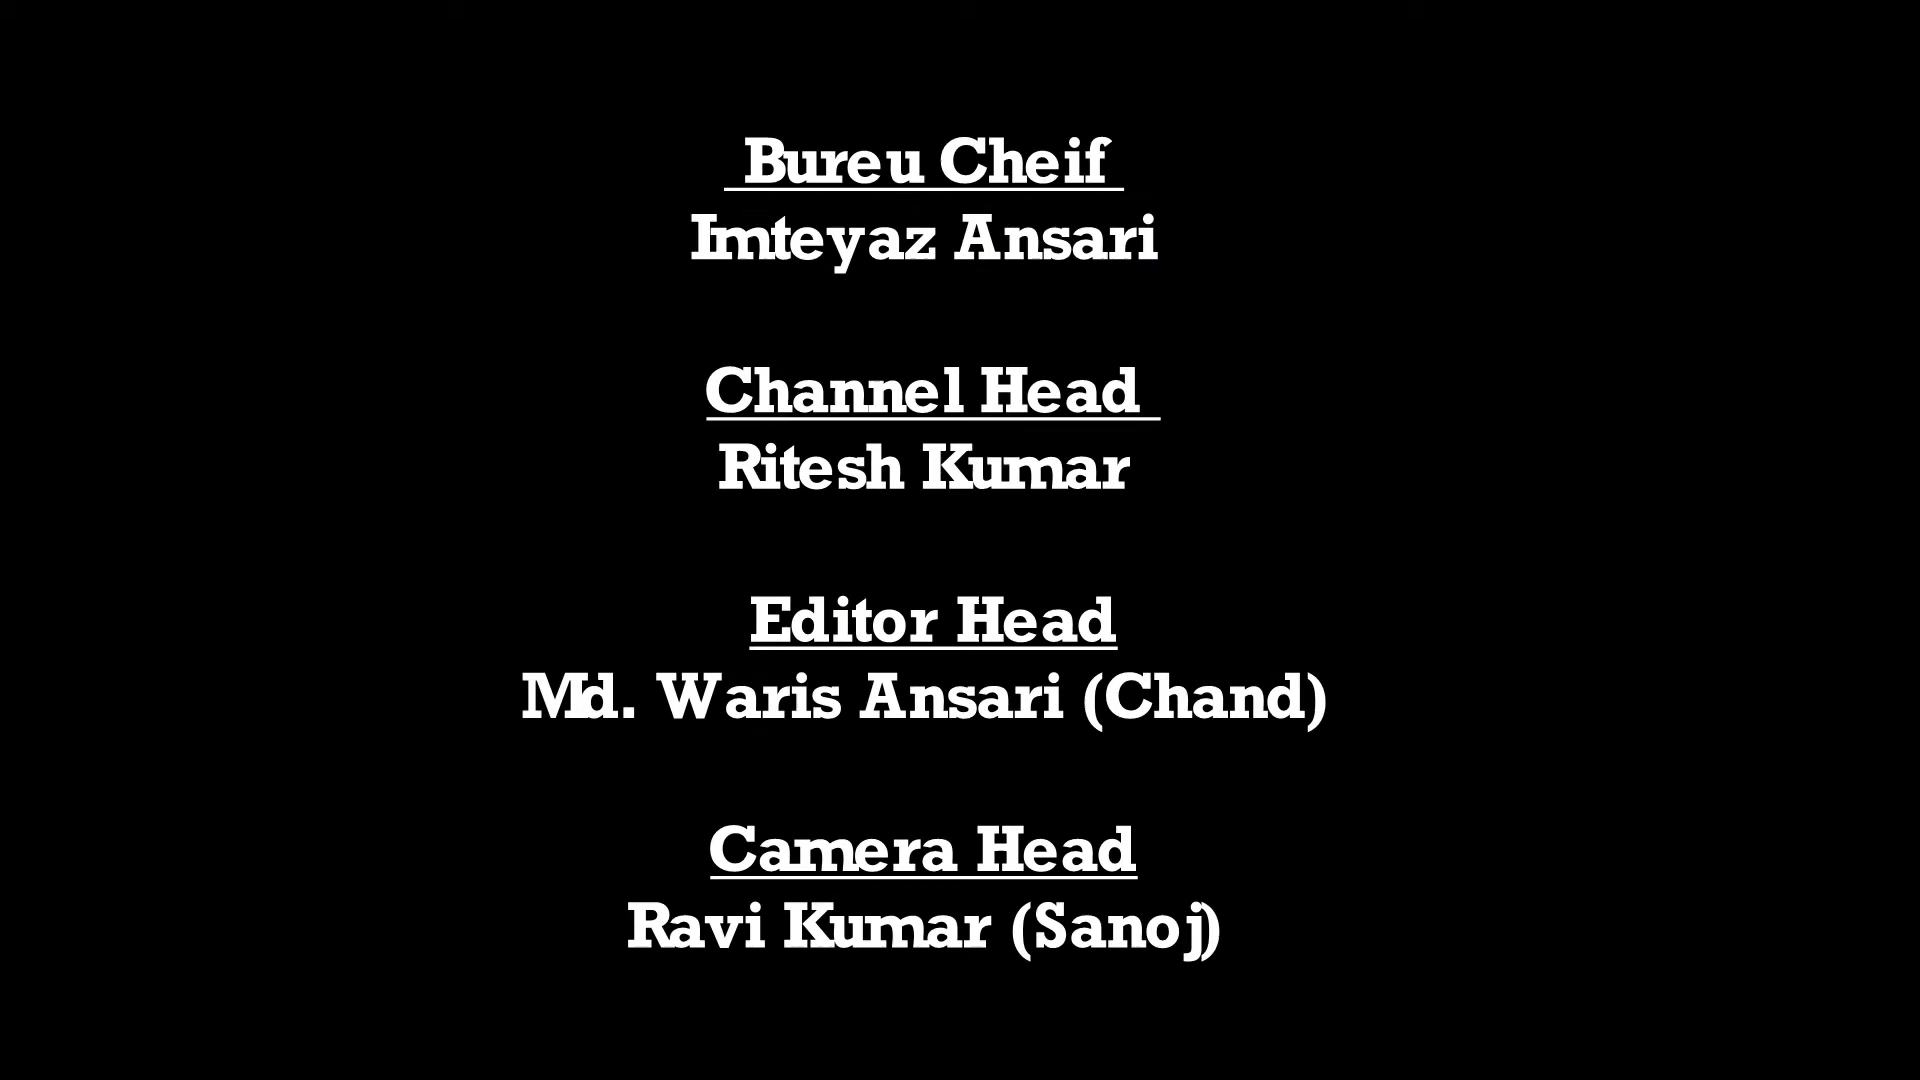 Bureu Cheif
Imteyaz Ansari
Channel Head
Ritesh Kumar
Editor Head
Md. Waris Ansari (Chand)
Camera Head
Ravi Kumar (Sanoj)